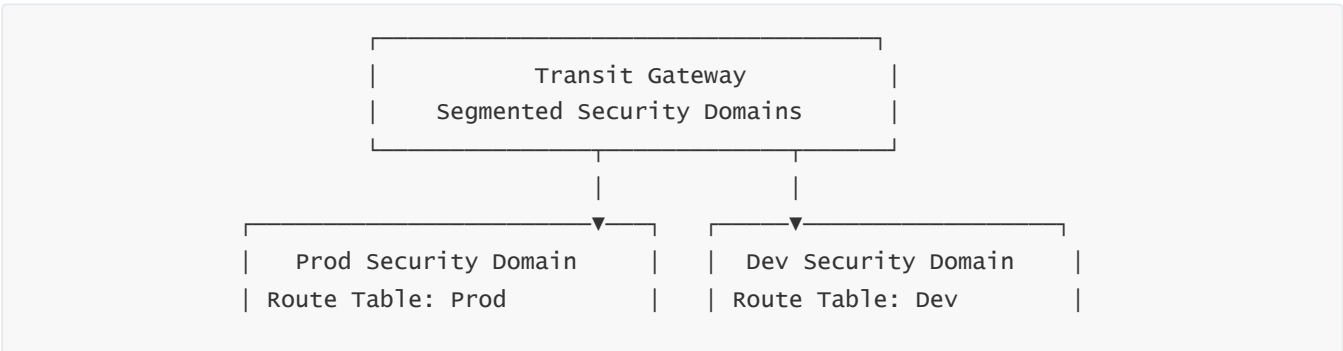 Transit Gateway
Segmented Security Domains
Prod Security Domain
Dev Security Domain
Route Table: Prod
Route Table: Dev